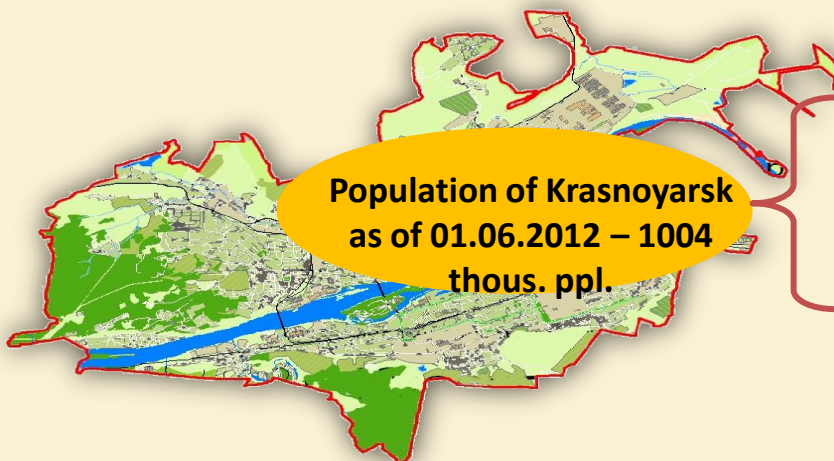 Population of Krasnoyarsk
as of 01.06.2012 – 1004
thous. ppl.